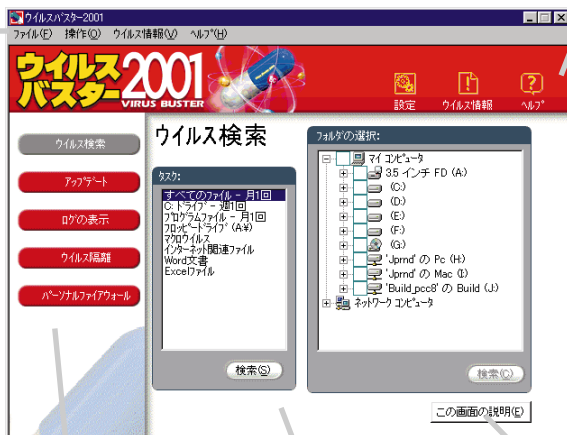 ウイルスバスター2001
ファイル(F) 操作(O) ウイルス情報(V) ヘルプ(H)
ウイルス
バスター2001
VIRUS BUSTER
設定 ウイルス情報 ヘルプ
ウイルス検索
アップデート
ログの表示
ウイルス隔離
パーソナルファイアウォール
ウイルス検索
タスク:
すべてのファイル - 月1回
C: ドライブ - 週1回
プログラムファイル - 月1回
フロッピードライブ (A:¥)
マクロウイルス
インターネット関連ファイル
Word文書
Excelファイル
検索(S)
フォルダの選択:
マイ コンピュータ
3.5 インチ FD (A:)
(C:)
(D:)
(E:)
(F:)
(G:)
'Jprnd' の Pc (H:)
'Jprnd' の Mac (I:)
'Build_pcc8' の Build (J:)
ネットワーク コンピュータ
検索(C)
この画面の説明(E)